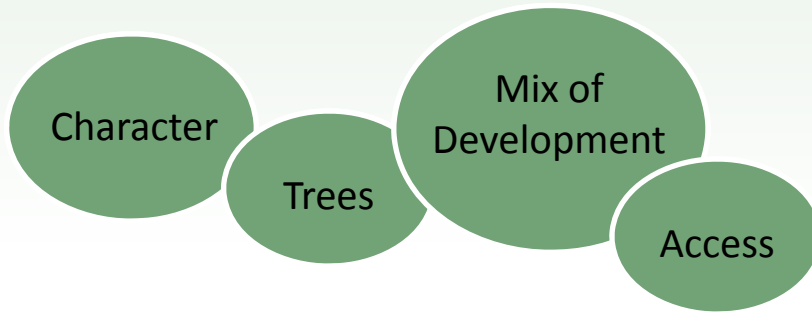 Character
Trees
Mix of
Development
Access